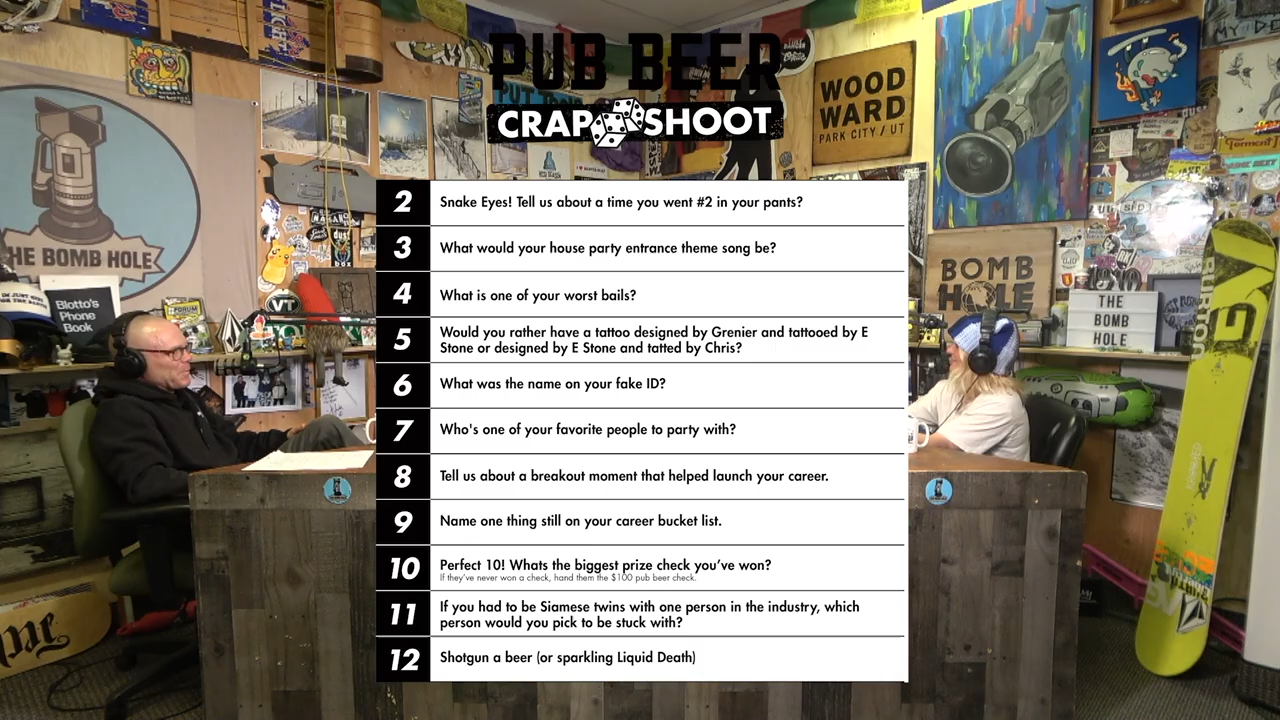 PUB BEER
CRAP SHOOT
2 Snake Eyes! Tell us about a time you went #2 in your pants?
3 What would your house party entrance theme song be?
4 What is one of your worst bails?
5 Would you rather have a tattoo designed by Grenier and tattooed by E
Stone or designed by E Stone and tatted by Chris?
6 What was the name on your fake ID?
7 Who's one of your favorite people to party with?
8 Tell us about a breakout moment that helped launch your career.
9 Name one thing still on your career bucket list.
10 Perfect 10! Whats the biggest prize check you've won?
If they've never won a check, hand them the $100 pub beer check.
11 If you had to be Siamese twins with one person in the industry, which
person would you pick to be stuck with?
12 Shotgun a beer (or sparkling Liquid Death)
THE BOMB HOLE
Blotto's
Phone
Book
FORUM
VT
WOOD
WARD
PARK CITY / UT
BOMB
HOLE
THE
BOMB
HOLE